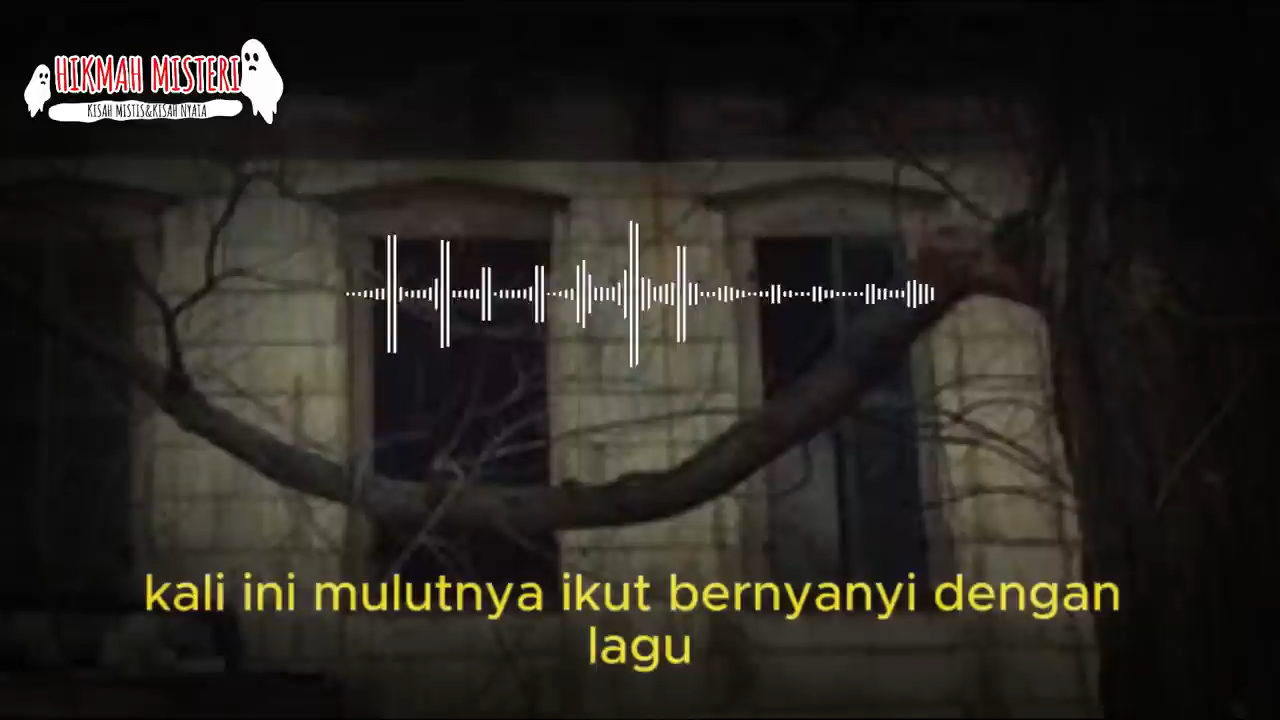 HIKMAH MISTERI
KISAH MISTIS&KISAH NYATA
kali ini mulutnya ikut bernyanyi dengan
lagu